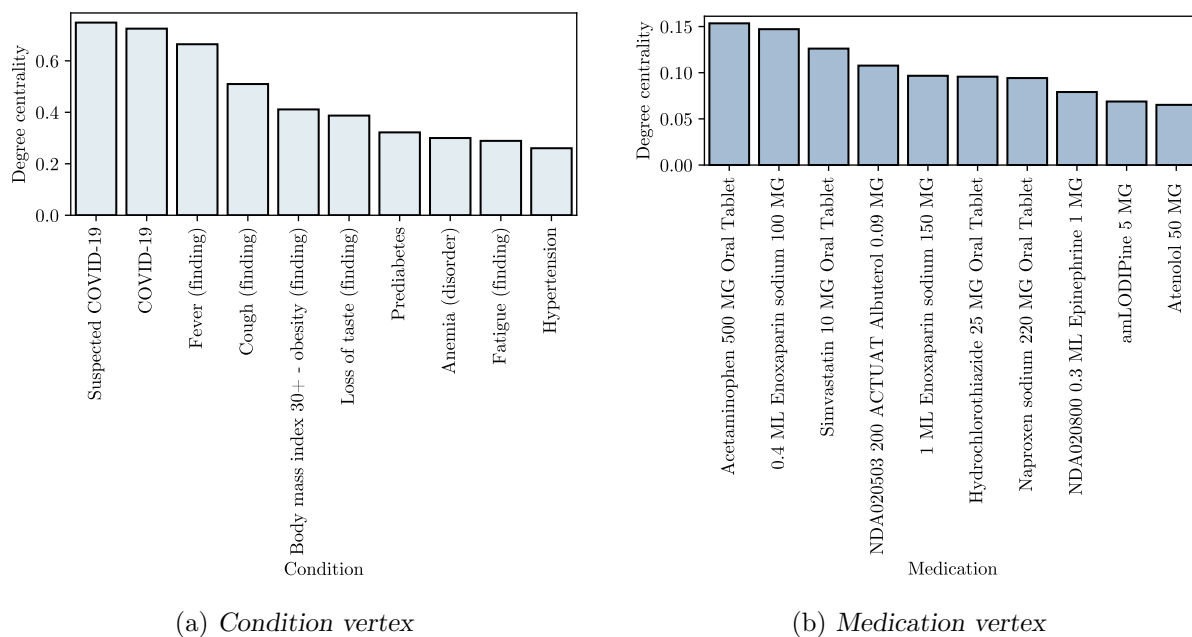 Degree centrality
0.6
0.4
0.2
0.0
Suspected COVID-19
COVID-19
Fever (finding)
Cough (finding)
Body mass index 30+ - obesity (finding)
Loss of taste (finding)
Prediabetes
Anemia (disorder)
Fatigue (finding)
Hypertension
Condition
(a) Condition vertex
Degree centrality
0.15
0.10
0.05
0.00
Acetaminophen 500 MG Oral Tablet
0.4 ML Enoxaparin sodium 100 MG
Simvastatin 10 MG Oral Tablet
NDA020503 200 ACTUAT Albuterol 0.09 MG
1 ML Enoxaparin sodium 150 MG
Hydrochlorothiazide 25 MG Oral Tablet
Naproxen sodium 220 MG Oral Tablet
NDA020800 0.3 ML Epinephrine 1 MG
amLODIPine 5 MG
Atenolol 50 MG
Medication
(b) Medication vertex